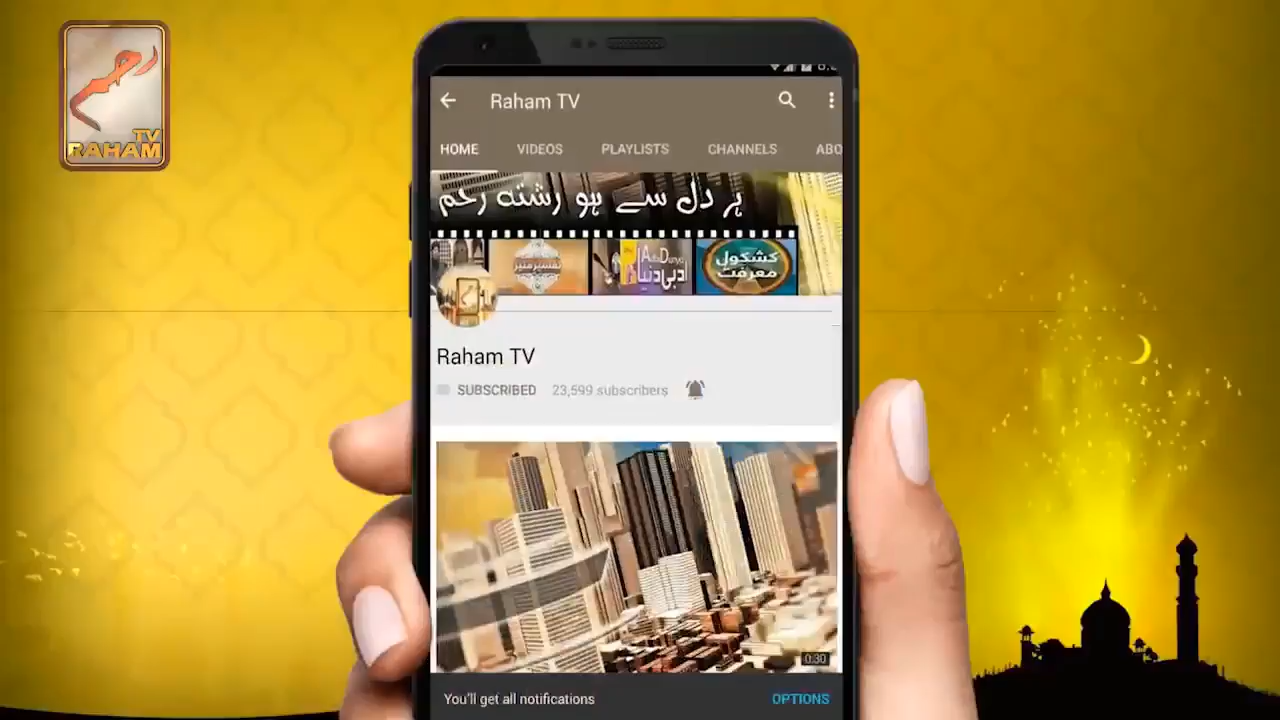 رحم
TV
RAHAM
Raham TV
HOME VIDEOS PLAYLISTS CHANNELS ABO
ہر دل سے ہو رشتہ رحم
ادبی دنیا
کشکول
معرفت
Raham TV
SUBSCRIBED 23,599 subscribers
0:30
You'll get all notifications OPTIONS